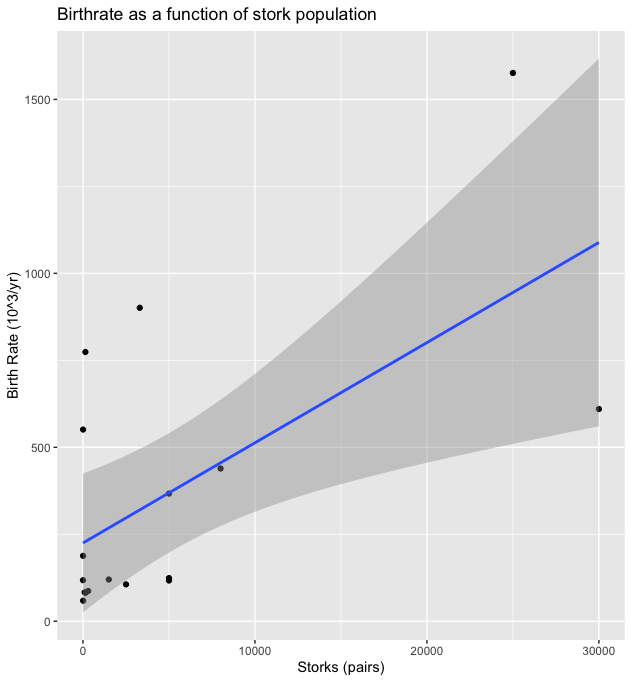 Birthrate as a function of stork population
1500
1000
500
0
Birth Rate (10^3/yr)
0 10000 20000 30000
Storks (pairs)